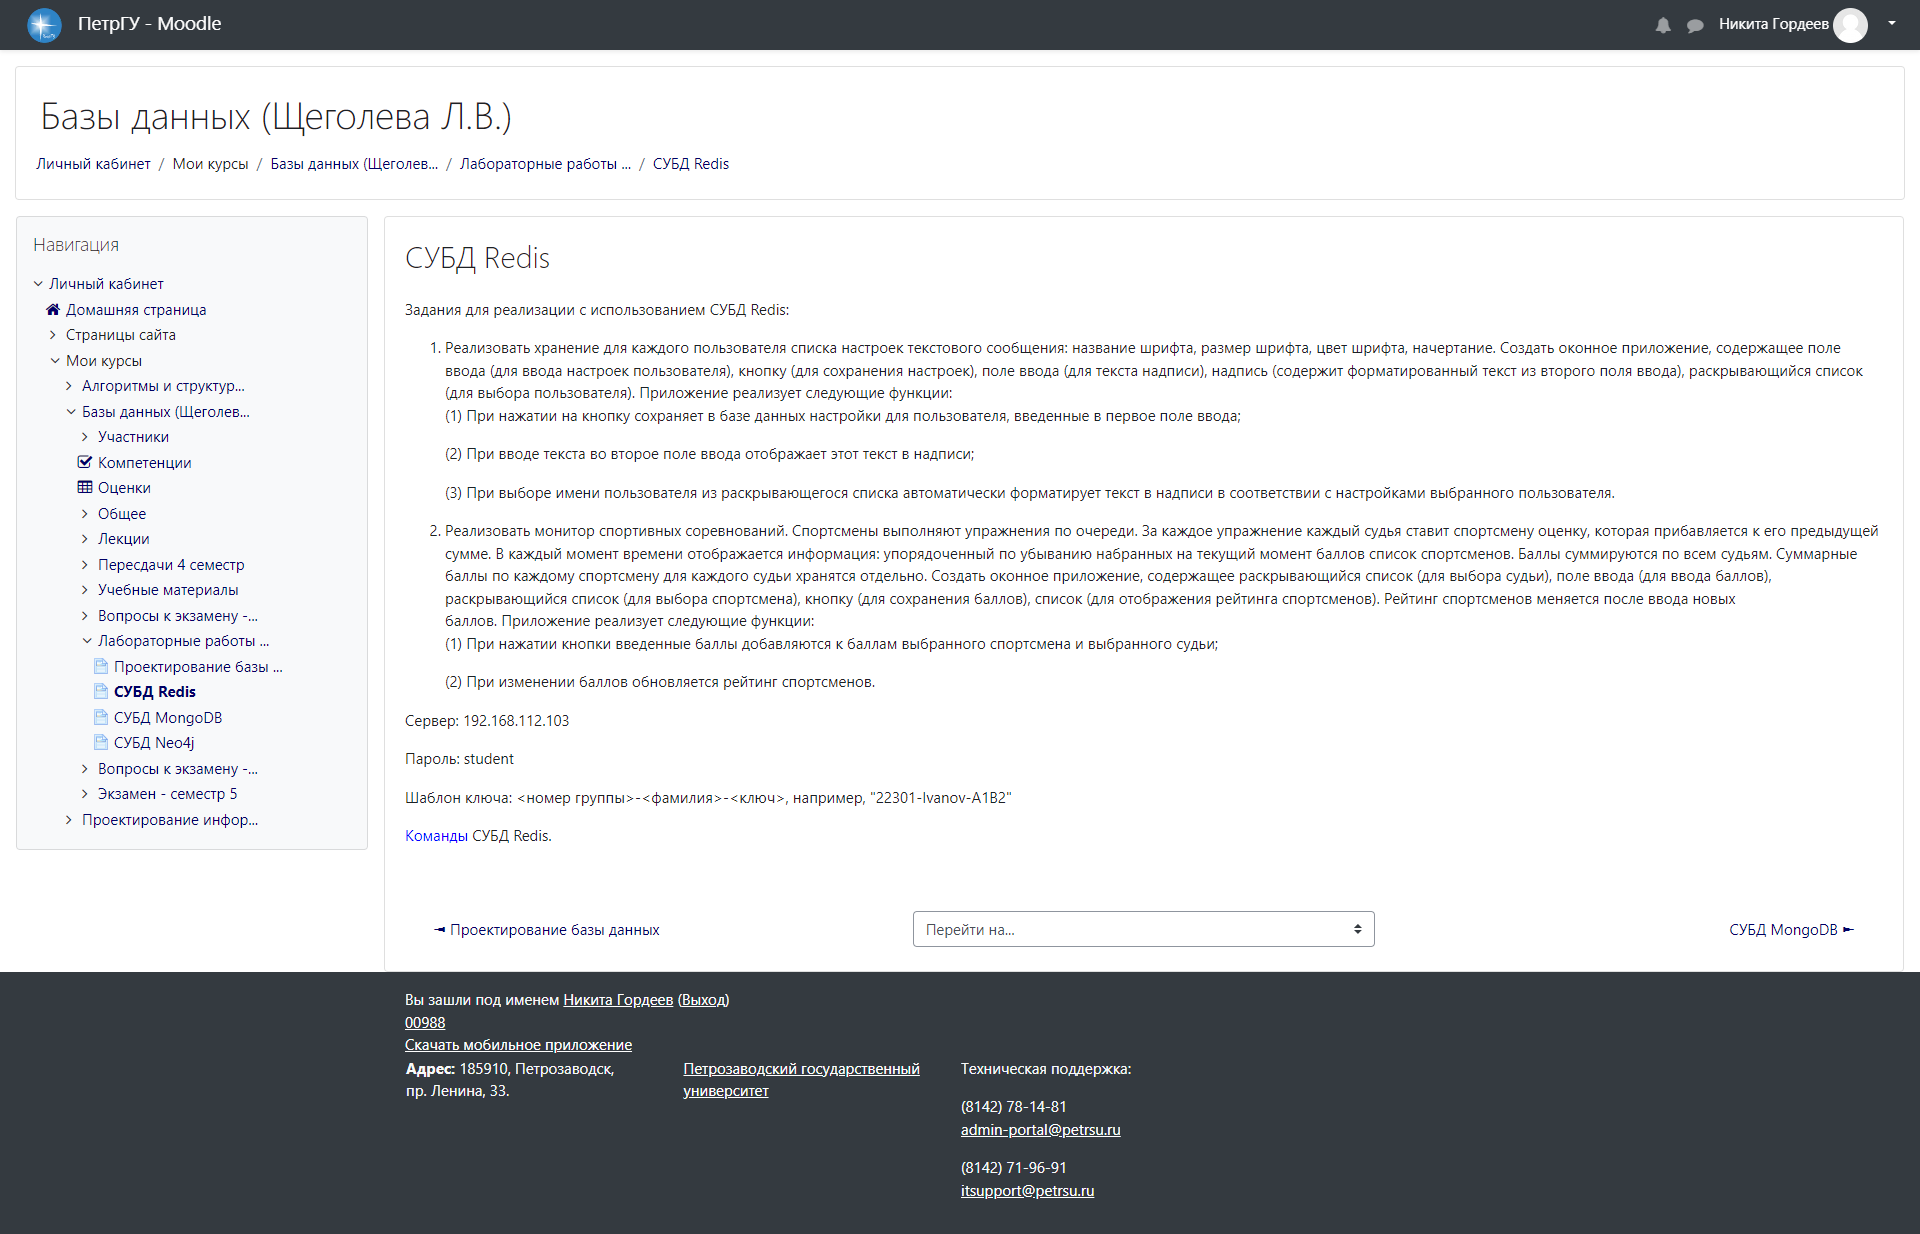 ПетрГУ - Moodle
Никита Гордеев
Базы данных (Щеголева Л.В.)
Личный кабинет / Мои курсы / Базы данных (Щеголев... / Лабораторные работы ... / СУБД Redis
Навигация
Личный кабинет
Домашняя страница
Страницы сайта
Мои курсы
Алгоритмы и структур...
Базы данных (Щеголев...
Участники
Компетенции
Оценки
Общее
Лекции
Пересдачи 4 семестр
Учебные материалы
Вопросы к экзамену -...
Лабораторные работы ...
Проектирование базы ...
СУБД Redis
СУБД MongoDB
СУБД Neo4j
Вопросы к экзамену -...
Экзамен - семестр 5
Проектирование инфор...
СУБД Redis
Задания для реализации с использованием СУБД Redis:
1. Реализовать хранение для каждого пользователя списка настроек текстового сообщения: название шрифта, размер шрифта, цвет шрифта, начертание. Создать оконное приложение, содержащее поле
ввода (для ввода настроек пользователя), кнопку (для сохранения настроек), поле ввода (для текста надписи), надпись (содержит форматированный текст из второго поля ввода), раскрывающийся список
(для выбора пользователя). Приложение реализует следующие функции:
(1) При нажатии на кнопку сохраняет в базе данных настройки для пользователя, введенные в первое поле ввода;
(2) При вводе текста во второе поле ввода отображает этот текст в надписи;
(3) При выборе имени пользователя из раскрывающегося списка автоматически форматирует текст в надписи в соответствии с настройками выбранного пользователя.
2. Реализовать монитор спортивных соревнований. Спортсмены выполняют упражнения по очереди. За каждое упражнение каждый судья ставит спортсмену оценку, которая прибавляется к его предыдущей
сумме. В каждый момент времени отображается информация: упорядоченный по убыванию набранных на текущий момент баллов список спортсменов. Баллы суммируются по всем судьям. Суммарные
баллы по каждому спортсмену для каждого судьи хранятся отдельно. Создать оконное приложение, содержащее раскрывающийся список (для выбора судьи), поле ввода (для ввода баллов),
раскрывающийся список (для выбора спортсмена), кнопку (для сохранения баллов), список (для отображения рейтинга спортсменов). Рейтинг спортсменов меняется после ввода новых
баллов. Приложение реализует следующие функции:
(1) При нажатии кнопки введенные баллы добавляются к баллам выбранного спортсмена и выбранного судьи;
(2) При изменении баллов обновляется рейтинг спортсменов.
Сервер: 192.168.112.103
Пароль: student
Шаблон ключа: <номер группы>-<фамилия>-<ключ>, например, "22301-Ivanov-A1B2"
Команды СУБД Redis.
◄ Проектирование базы данных
Перейти на...
СУБД MongoDB ►
Вы зашли под именем Никита Гордеев (Выход)
00988
Скачать мобильное приложение
Адрес: 185910, Петрозаводск,
пр. Ленина, 33.
Петрозаводский государственный
университет
Техническая поддержка:
(8142) 78-14-81
admin-portal@petrsu.ru
(8142) 71-96-91
itsupport@petrsu.ru